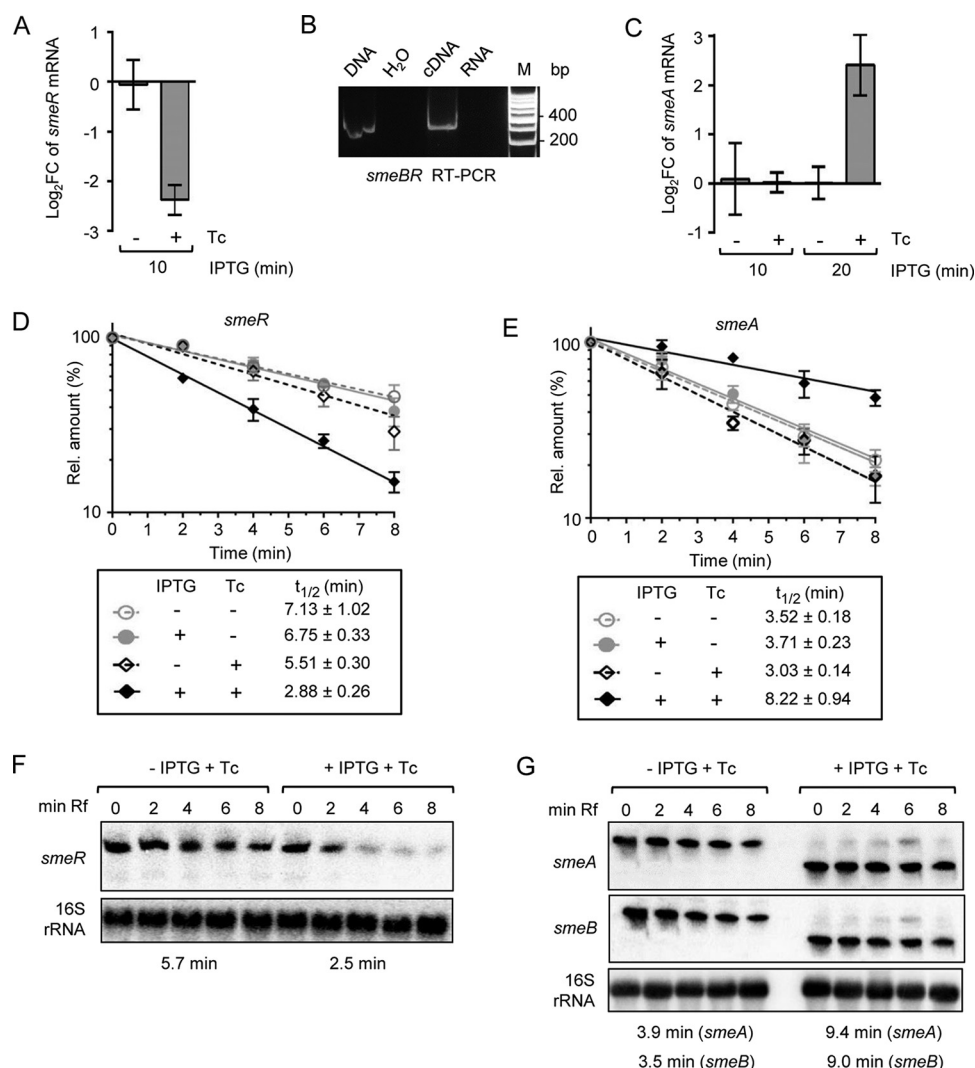 A
Log2FC of smeR mRNA
1
0
-1
-2
-3
- + Tc
10 IPTG (min)
B
DNA H2O cDNA RNA M bp
400
200
smeBR RT-PCR
C
Log2FC of smeA mRNA
3
2
1
0
-1
- + - + Tc
10 20 IPTG (min)
D
smeR
Rel. amount (%)
100
10
0 1 2 3 4 5 6 7 8
Time (min)
IPTG Tc t1/2 (min)
- - 7.13 ± 1.02
+ - 6.75 ± 0.33
- + 5.51 ± 0.30
+ + 2.88 ± 0.26
E
smeA
Rel. amount (%)
100
10
0 1 2 3 4 5 6 7 8
Time (min)
IPTG Tc t1/2 (min)
- - 3.52 ± 0.18
+ - 3.71 ± 0.23
- + 3.03 ± 0.14
+ + 8.22 ± 0.94
F
- IPTG + Tc + IPTG + Tc
min Rf 0 2 4 6 8 0 2 4 6 8
smeR
16S
rRNA
5.7 min 2.5 min
G
- IPTG + Tc + IPTG + Tc
min Rf 0 2 4 6 8 0 2 4 6 8
smeA
smeB
16S
rRNA
3.9 min (smeA) 9.4 min (smeA)
3.5 min (smeB) 9.0 min (smeB)